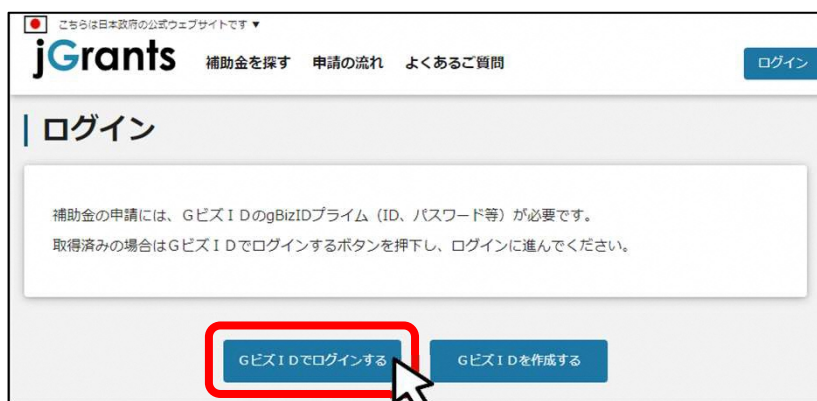 こちらは日本政府の公式ウェブサイトです ▼
jGrants 補助金を探す 申請の流れ よくあるご質問 ログイン
ログイン
補助金の申請には、GビズIDのgBizIDプライム（ID、パスワード等）が必要です。
取得済みの場合はGビズIDでログインするボタンを押下し、ログインに進んでください。
GビズIDでログインする GビズIDを作成する